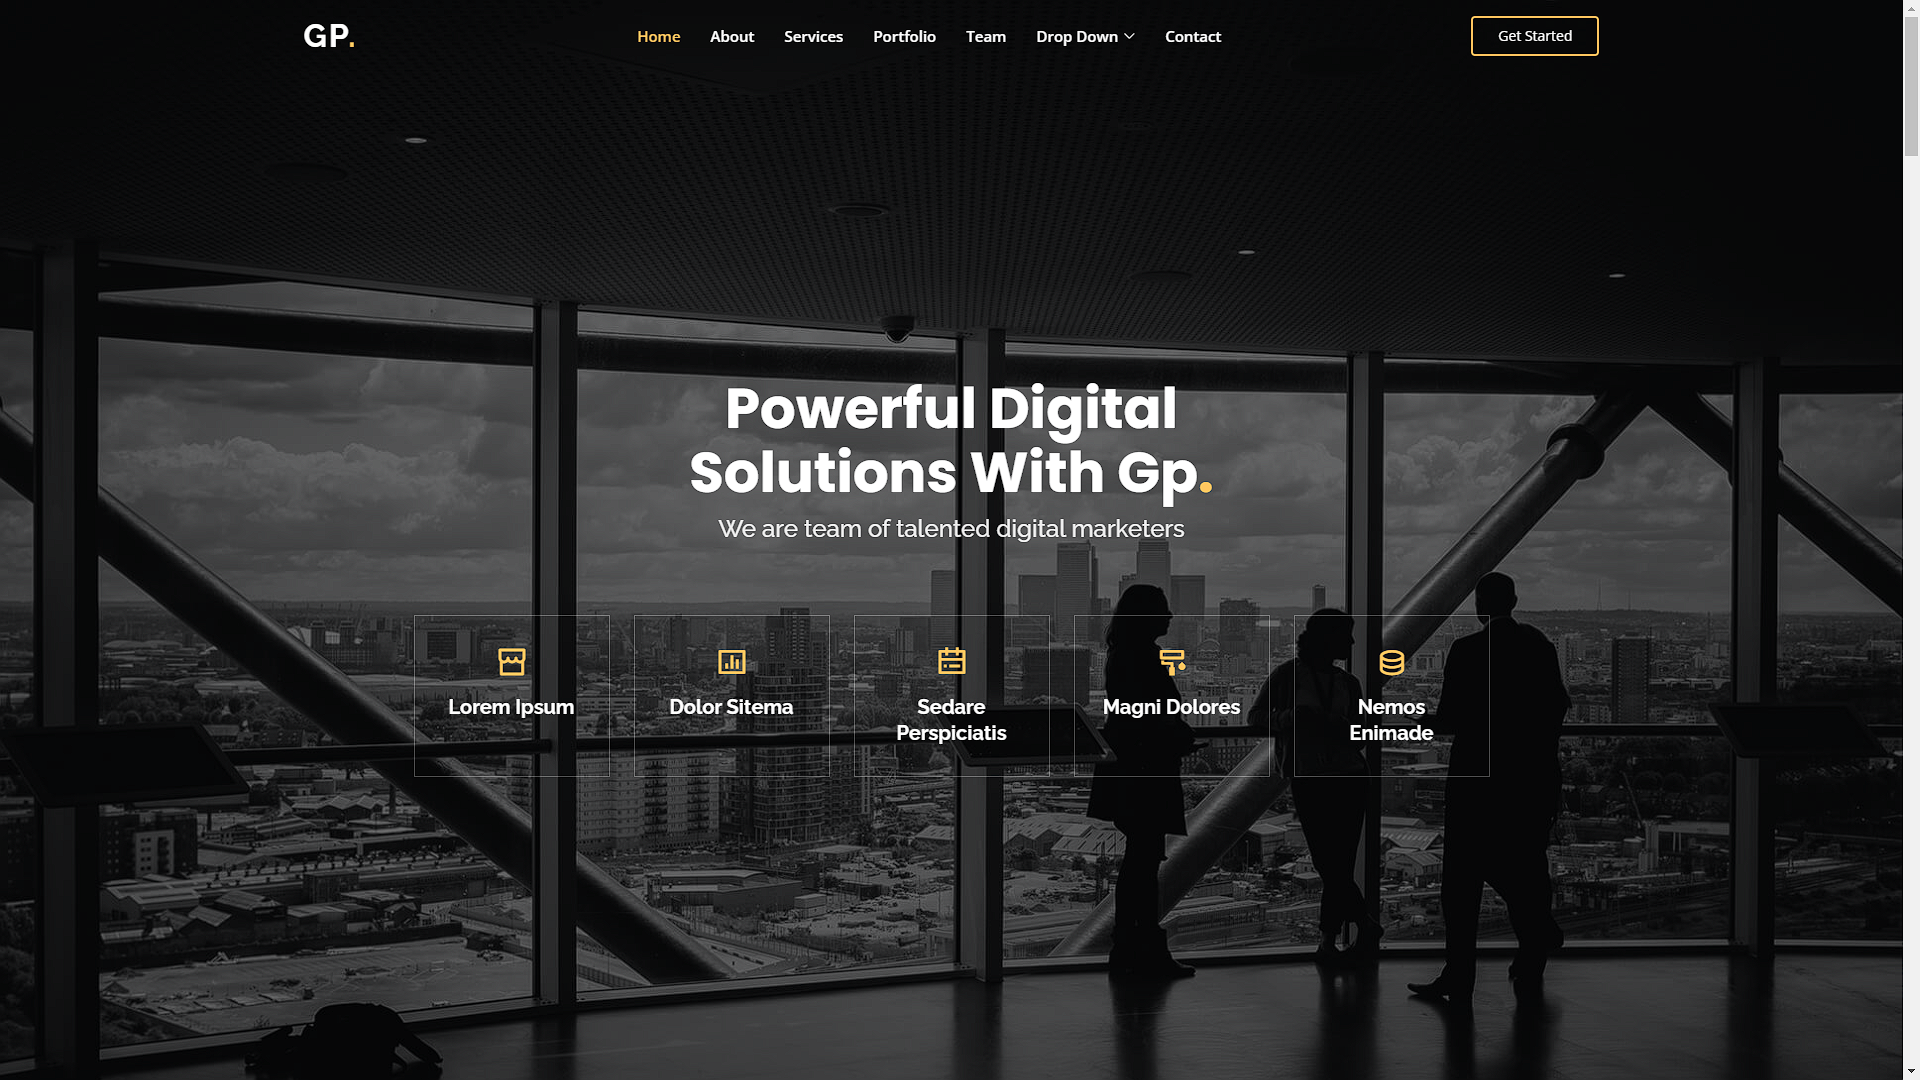 GP.
Home
About
Services
Portfolio
Team
Drop Down
Contact
Get Started
Powerful Digital
Solutions With Gp.
We are team of talented digital marketers
Lorem Ipsum
Dolor Sitema
Sedare
Perspiciatis
Magni Dolores
Nemos
Enimade